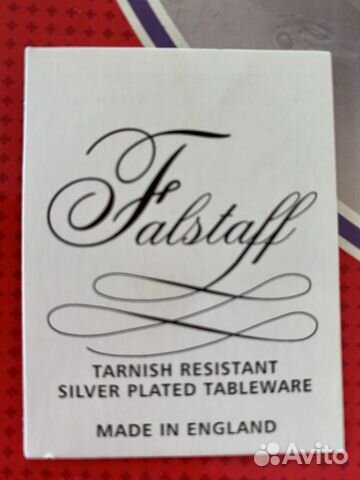 Falstaff
TARNISH RESISTANT
SILVER PLATED TABLEWARE
MADE IN ENGLAND
Avito